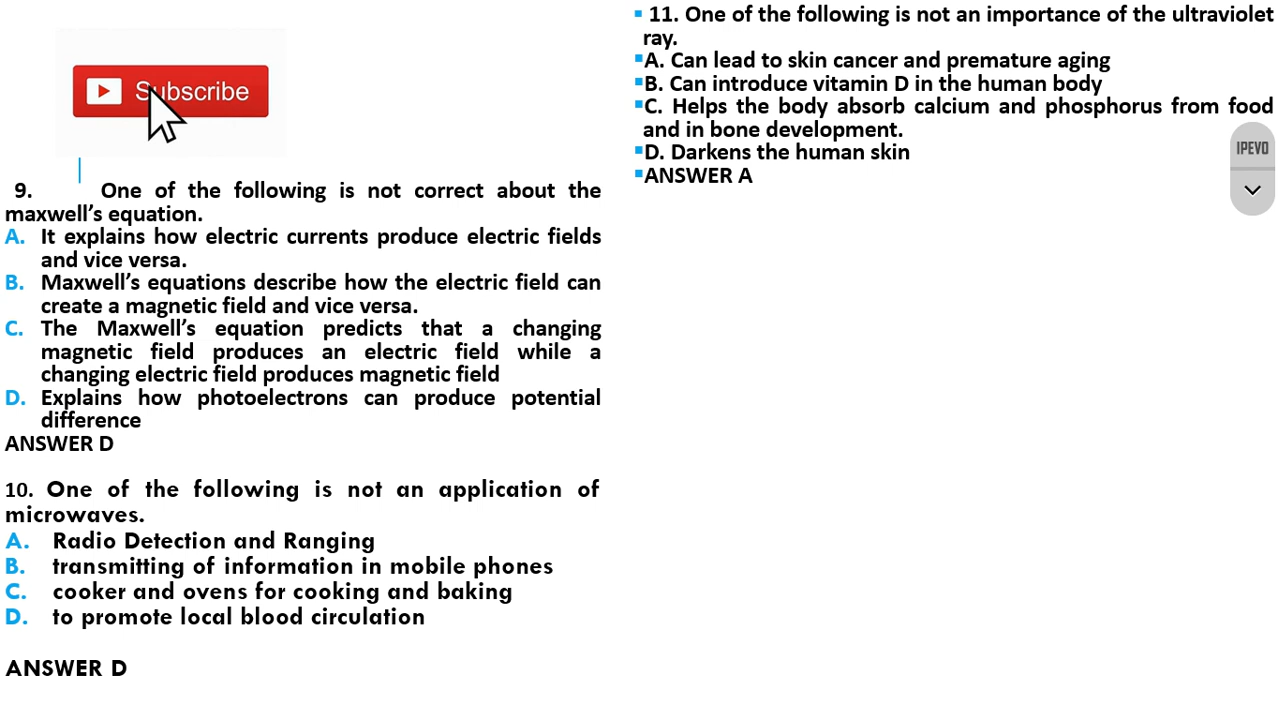 Subscribe
9. One of the following is not correct about the
maxwell's equation.
A. It explains how electric currents produce electric fields
and vice versa.
B. Maxwell's equations describe how the electric field can
create a magnetic field and vice versa.
C. The Maxwell's equation predicts that a changing
magnetic field produces an electric field while a
changing electric field produces magnetic field
D. Explains how photoelectrons can produce potential
difference
ANSWER D
10. One of the following is not an application of
microwaves.
A. Radio Detection and Ranging
B. transmitting of information in mobile phones
C. cooker and ovens for cooking and baking
D. to promote local blood circulation
ANSWER D
11. One of the following is not an importance of the ultraviolet
ray.
A. Can lead to skin cancer and premature aging
B. Can introduce vitamin D in the human body
C. Helps the body absorb calcium and phosphorus from food
and in bone development.
D. Darkens the human skin
ANSWER A
IPEVO